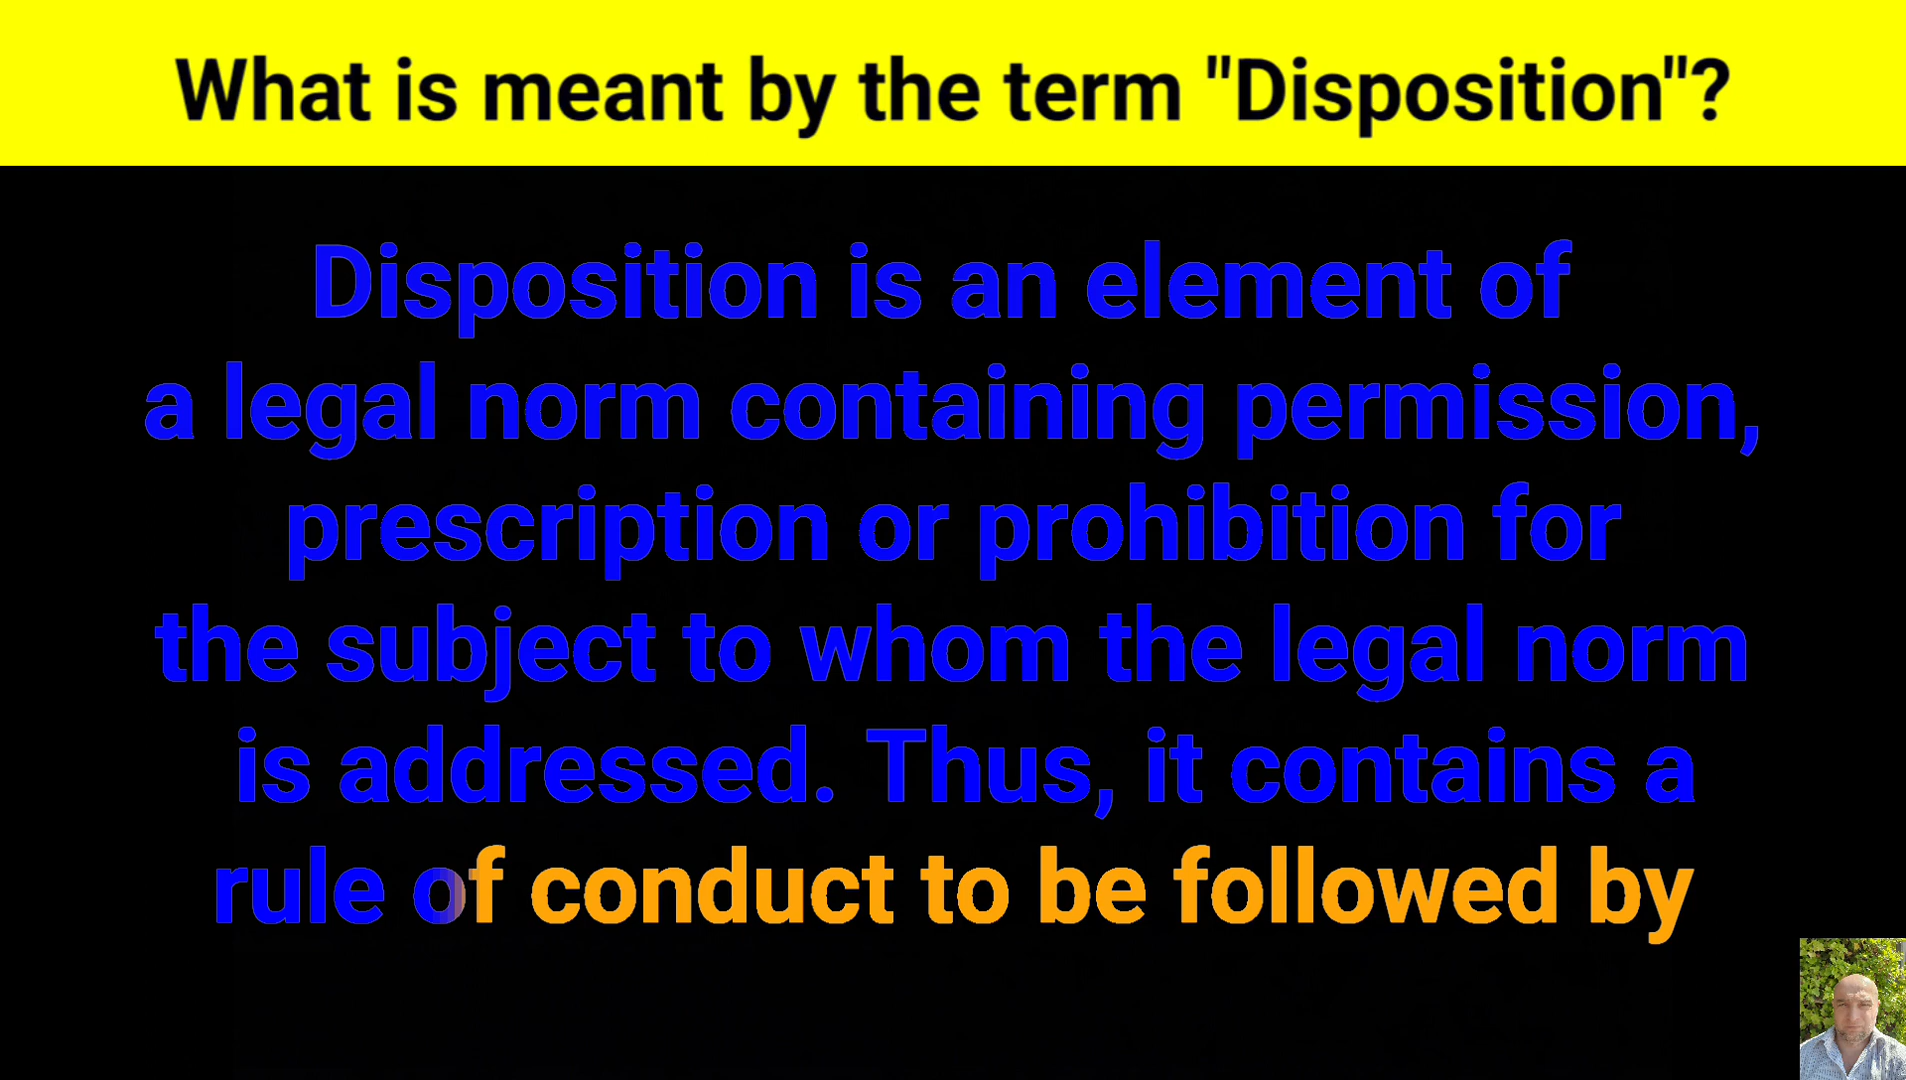 What is meant by the term "Disposition"?
Disposition is an element of
a legal norm containing permission,
prescription or prohibition for
the subject to whom the legal norm
is addressed. Thus, it contains a
rule of conduct to be followed by